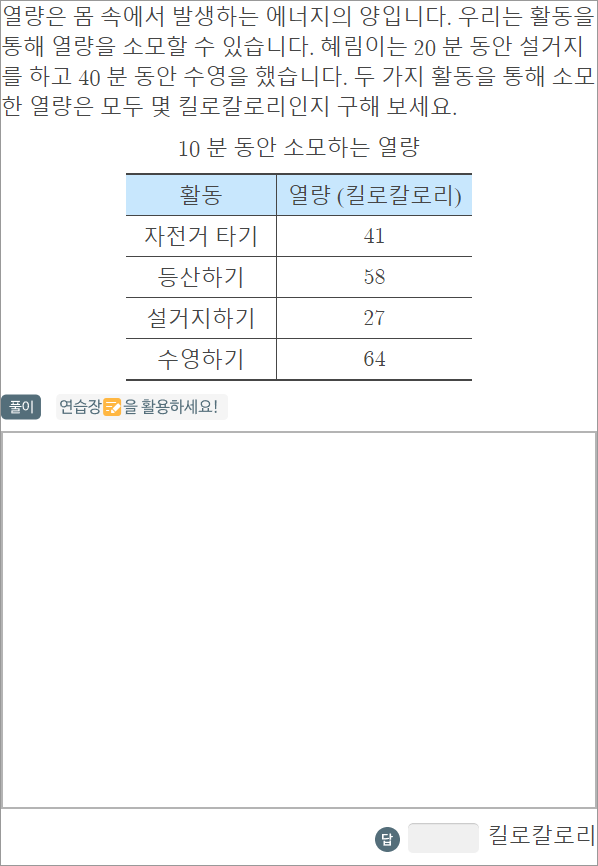 열량은 몸 속에서 발생하는 에너지의 양입니다. 우리는 활동을
통해 열량을 소모할 수 있습니다. 혜림이는 20 분 동안 설거지
를 하고 40 분 동안 수영을 했습니다. 두 가지 활동을 통해 소모
한 열량은 모두 몇 킬로칼로리인지 구해 보세요.
10 분 동안 소모하는 열량
활동 열량 (킬로칼로리)
자전거 타기 41
등산하기 58
설거지하기 27
수영하기 64
풀이 연습장을 활용하세요!
답 킬로칼로리